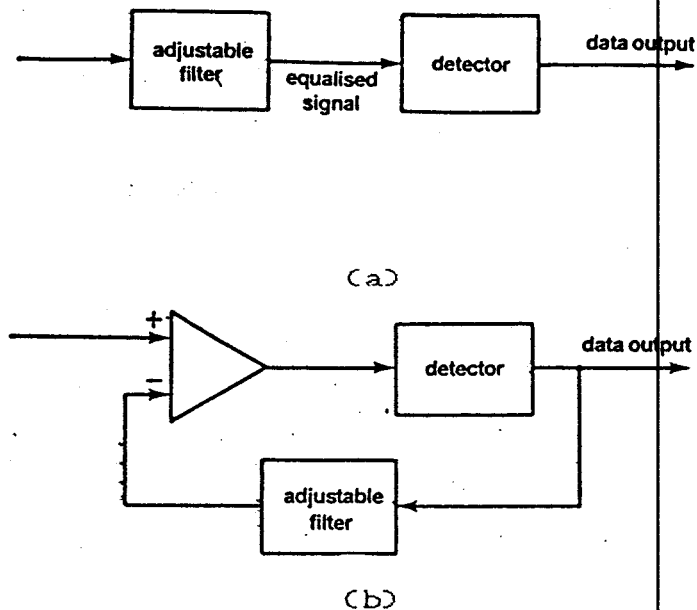 adjustable
filter
equalised
signal
detector
data output
(a)
+
−
detector
data output
adjustable
filter
(b)